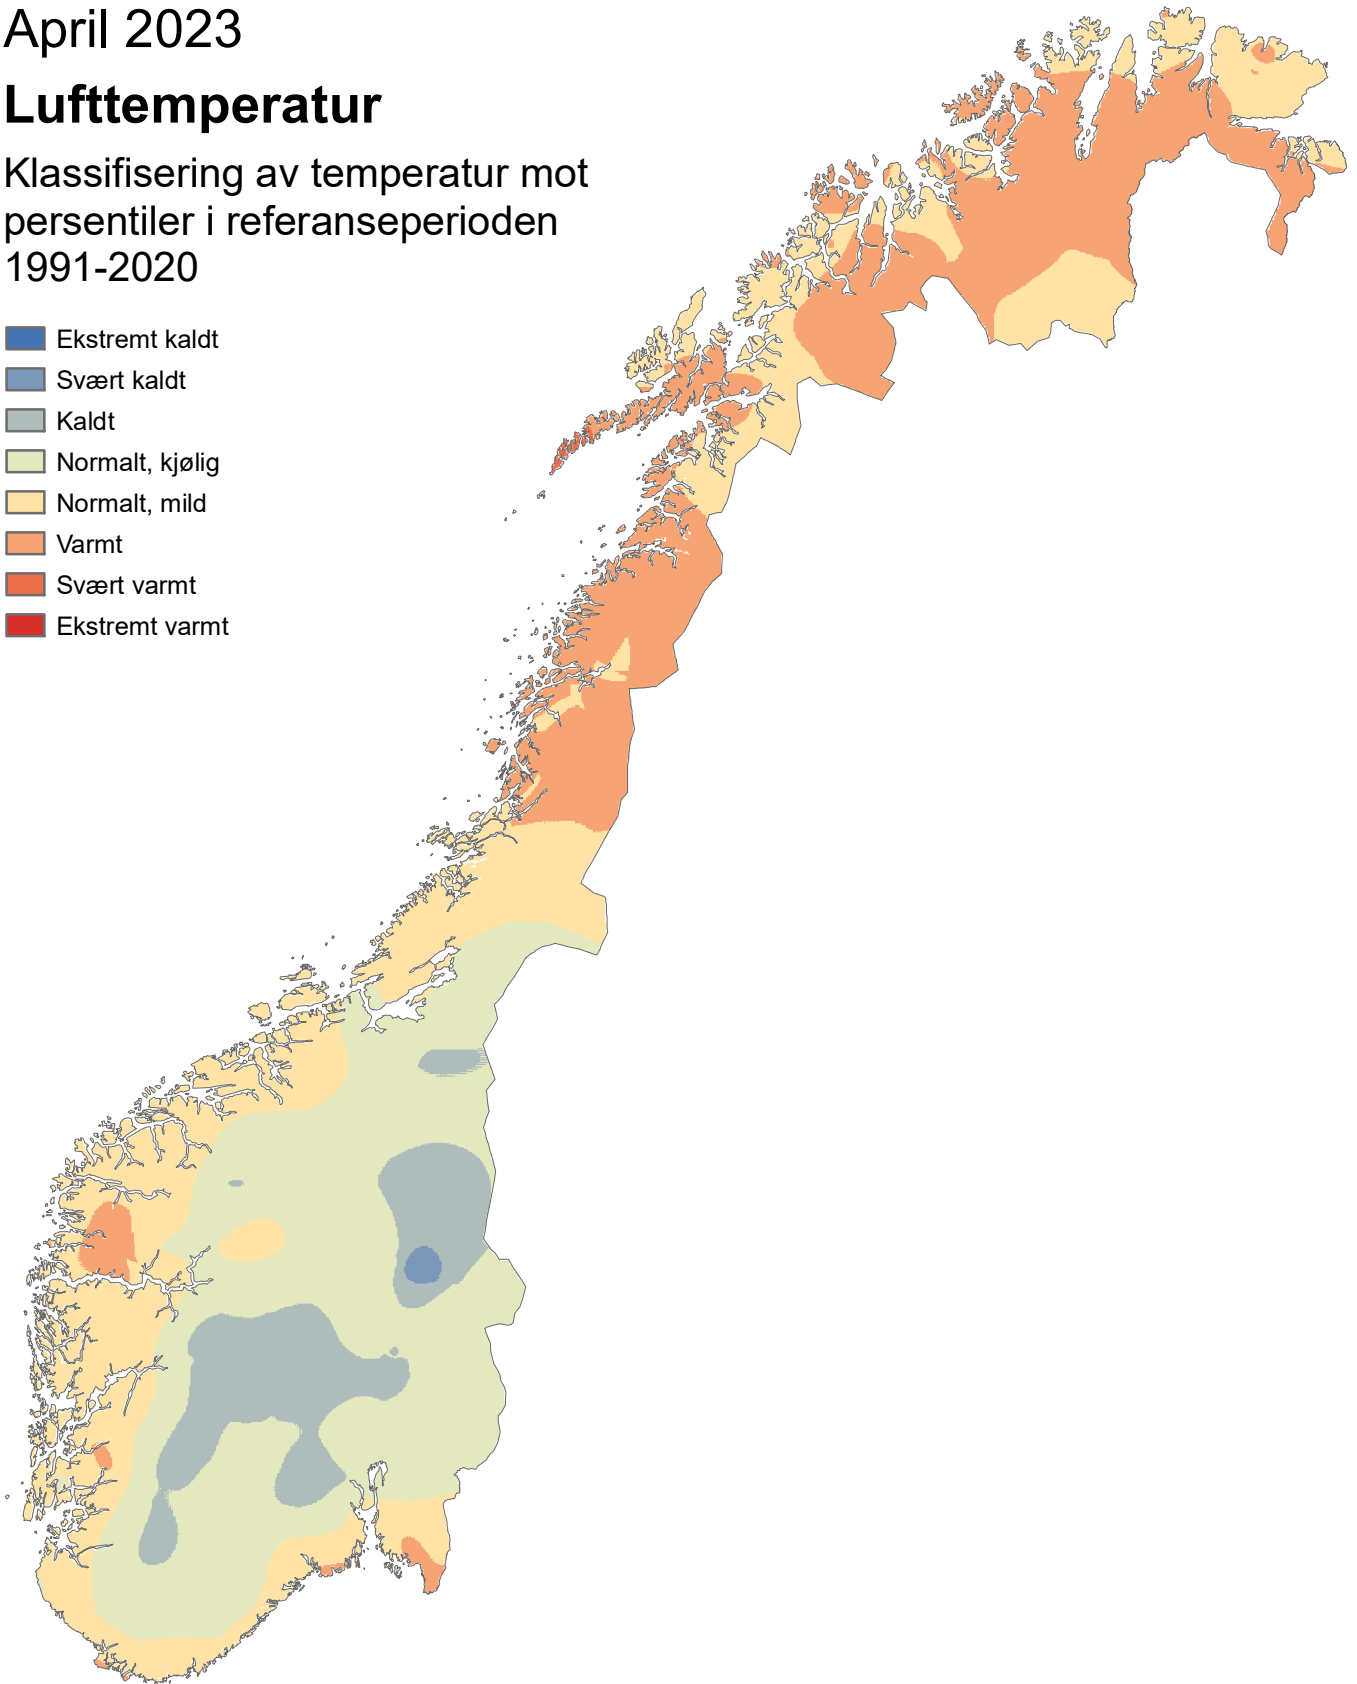 April 2023
Lufttemperatur
Klassifisering av temperatur mot
persentiler i referanseperioden
1991-2020
Ekstremt kaldt
Svært kaldt
Kaldt
Normalt, kjølig
Normalt, mild
Varmt
Svært varmt
Ekstremt varmt